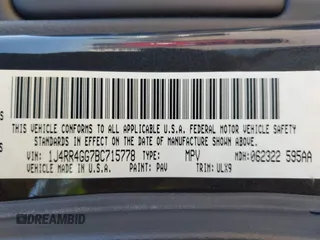 THIS VEHICLE CONFORMS TO ALL APPLICABLE U.S.A. FEDERAL MOTOR VEHICLE SAFETY
STANDARDS IN EFFECT ON THE DATE OF MANUFACTURE SHOWN ABOVE.
VIN: 1J4RR4GG7BC715778 TYPE: MPV MDH:062322 595AA
VEHICLE MADE IN U.S.A. PAINT: PAV TRIM: ULX9
© DREAMBID